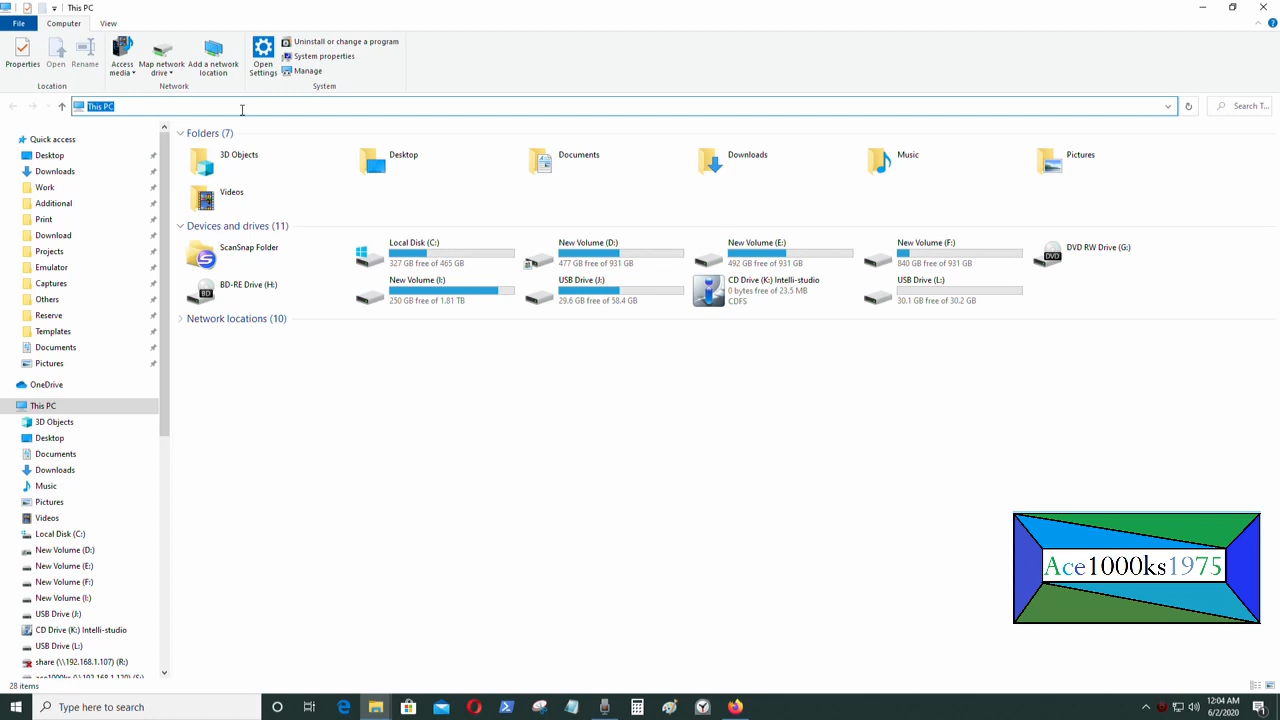 This PC
File Computer View
Properties Open Rename Access media Map network drive Add a network location Open Settings Uninstall or change a program
System properties
Manage
Location Network System
This PC Search T...
Quick access
Desktop
Downloads
Work
Additional
Print
Download
Projects
Emulator
Captures
Others
Reserve
Templates
Documents
Pictures
OneDrive
This PC
3D Objects
Desktop
Documents
Downloads
Music
Pictures
Videos
Local Disk (C:)
New Volume (D:)
New Volume (E:)
New Volume (F:)
New Volume (I:)
USB Drive (J:)
CD Drive (K:) Intelli-studio
USB Drive (L:)
share (\\192.168.1.107) (R:)
ace1000ks (\\192.168.1.120) (S:)
28 items
Folders (7)
3D Objects Desktop Documents Downloads Music Pictures
Videos
Devices and drives (11)
ScanSnap Folder
Local Disk (C:)
327 GB free of 465 GB
New Volume (D:)
477 GB free of 931 GB
New Volume (E:)
492 GB free of 931 GB
New Volume (F:)
840 GB free of 931 GB
DVD RW Drive (G:)
DVD
BD-RE Drive (H:)
BD
New Volume (I:)
250 GB free of 1.81 TB
USB Drive (J:)
29.6 GB free of 58.4 GB
CD Drive (K:) Intelli-studio
0 bytes free of 23.5 MB
CDFS
USB Drive (L:)
30.1 GB free of 30.2 GB
Network locations (10)
Ace1000ks1975
Type here to search
12:04 AM
6/2/2020